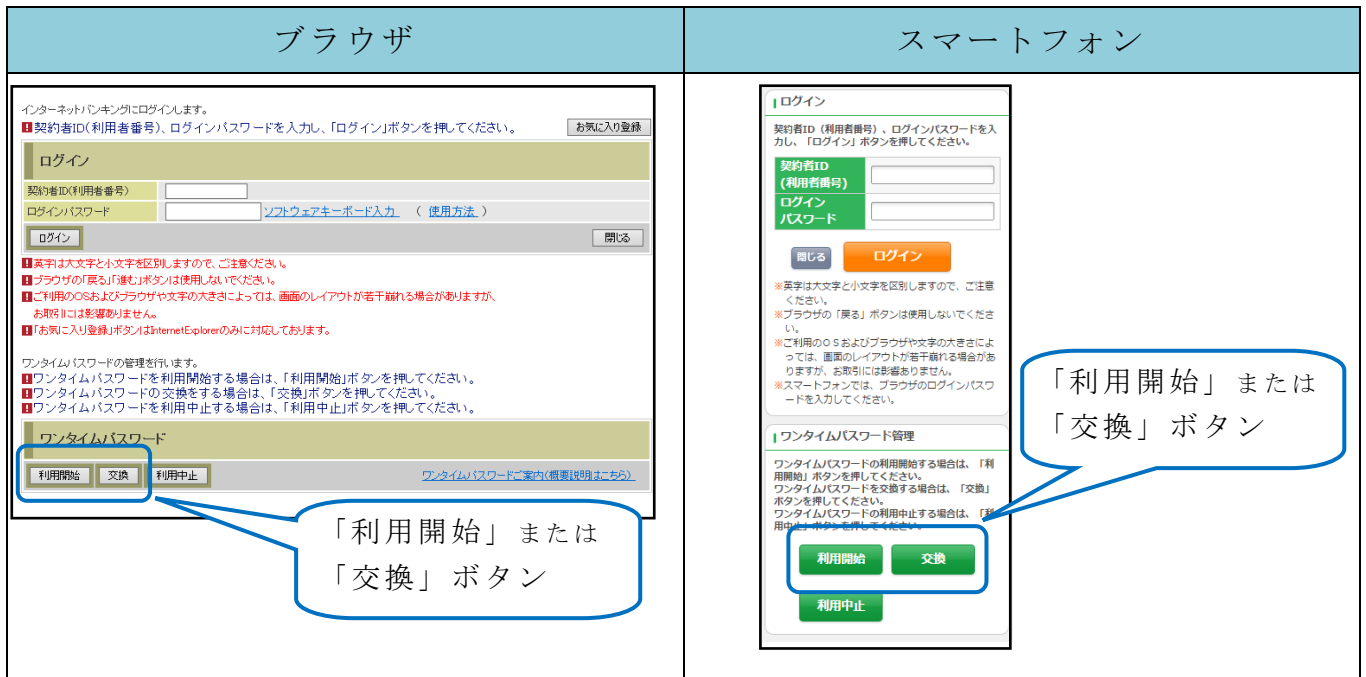 ブラウザ
スマートフォン
インターネットバンキングにログインします。
契約者ID(利用者番号)、ログインパスワードを入力し、「ログイン」ボタンを押してください。
お気に入り登録
ログイン
契約者ID(利用者番号)
ログインパスワード
ソフトウェアキーボード入力 ( 使用方法 )
ログイン
閉じる
英字は大文字と小文字を区別しますので、ご注意ください。
ブラウザの「戻る」「進む」ボタンは使用しないでください。
ご利用のOSおよびブラウザや文字の大きさによっては、画面のレイアウトが若干崩れる場合がありますが、
お取引には影響ありません。
「お気に入り登録」ボタンはInternetExplorerのみに対応しております。
ワンタイムパスワードの管理を行います。
ワンタイムパスワードを利用開始する場合は、「利用開始」ボタンを押してください。
ワンタイムパスワードの交換をする場合は、「交換」ボタンを押してください。
ワンタイムパスワードを利用中止する場合は、「利用中止」ボタンを押してください。
ワンタイムパスワード
利用開始 交換 利用中止
ワンタイムパスワードご案内(概要説明はこちら)
「利用開始」または
「交換」ボタン
ログイン
契約者ID(利用者番号)、ログインパスワードを入
力し、「ログイン」ボタンを押してください。
契約者ID
(利用者番号)
ログイン
パスワード
閉じる ログイン
※英字は大文字と小文字を区別しますので、ご注意
ください。
※ブラウザの「戻る」ボタンは使用しないでくださ
い。
※ご利用のOSおよびブラウザや文字の大きさによ
っては、画面のレイアウトが若干崩れる場合があ
りますが、お取引には影響ありません。
※スマートフォンでは、ブラウザのログインパスワ
ードを入力してください。
ワンタイムパスワード管理
ワンタイムパスワードの利用開始する場合は、「利
用開始」ボタンを押してください。
ワンタイムパスワードを交換する場合は、「交換」
ボタンを押してください。
ワンタイムパスワードの利用中止する場合は、「利
用中止」ボタンを押してください。
利用開始 交換
利用中止
「利用開始」または
「交換」ボタン